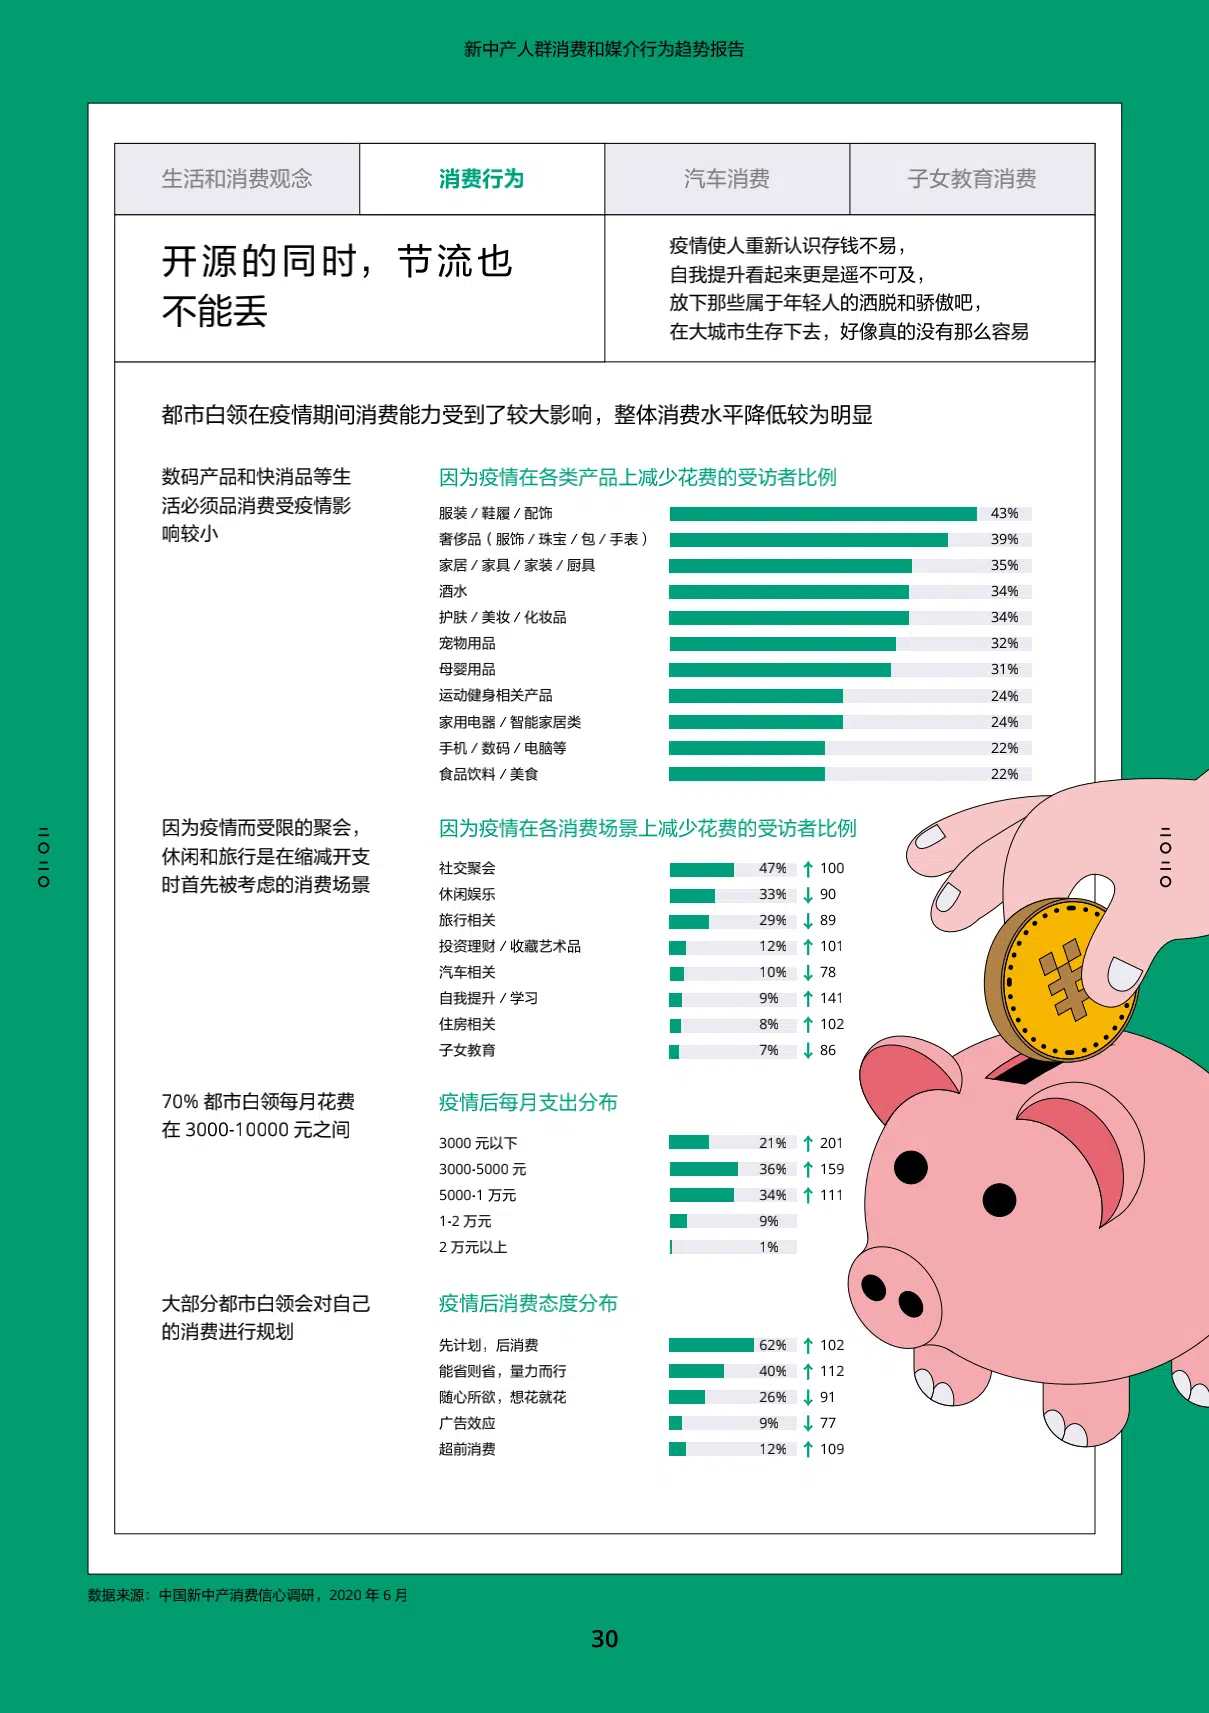 新中产人群消费和媒介行为趋势报告
生活和消费观念
消费行为
汽车消费
子女教育消费
开源的同时，节流也
不能丢
疫情使人重新认识存钱不易，
自我提升看起来更是遥不可及，
放下那些属于年轻人的洒脱和骄傲吧，
在大城市生存下去，好像真的没有那么容易
都市白领在疫情期间消费能力受到了较大影响，整体消费水平降低较为明显
数码产品和快消品等生
活必须品消费受疫情影
响较小
因为疫情在各类产品上减少花费的受访者比例
服装 / 鞋履 / 配饰 43%
奢侈品（服饰 / 珠宝 / 包 / 手表） 39%
家居 / 家具 / 家装 / 厨具 35%
酒水 34%
护肤 / 美妆 / 化妆品 34%
宠物用品 32%
母婴用品 31%
运动健身相关产品 24%
家用电器 / 智能家居类 24%
手机 / 数码 / 电脑等 22%
食品饮料 / 美食 22%
因为疫情而受限的聚会，
休闲和旅行是在缩减开支
时首先被考虑的消费场景
因为疫情在各消费场景上减少花费的受访者比例
社交聚会 47% ↑ 100
休闲娱乐 33% ↓ 90
旅行相关 29% ↓ 89
投资理财 / 收藏艺术品 12% ↑ 101
汽车相关 10% ↓ 78
自我提升 / 学习 9% ↑ 141
住房相关 8% ↑ 102
子女教育 7% ↓ 86
70% 都市白领每月花费
在 3000-10000 元之间
疫情后每月支出分布
3000 元以下 21% ↑ 201
3000-5000 元 36% ↑ 159
5000-1 万元 34% ↑ 111
1-2 万元 9%
2 万元以上 1%
大部分都市白领会对自己
的消费进行规划
疫情后消费态度分布
先计划，后消费 62% ↑ 102
能省则省，量力而行 40% ↑ 112
随心所欲，想花就花 26% ↓ 91
广告效应 9% ↓ 77
超前消费 12% ↑ 109
二〇二〇
二〇二〇
¥
数据来源：中国新中产消费信心调研，2020 年 6 月
30